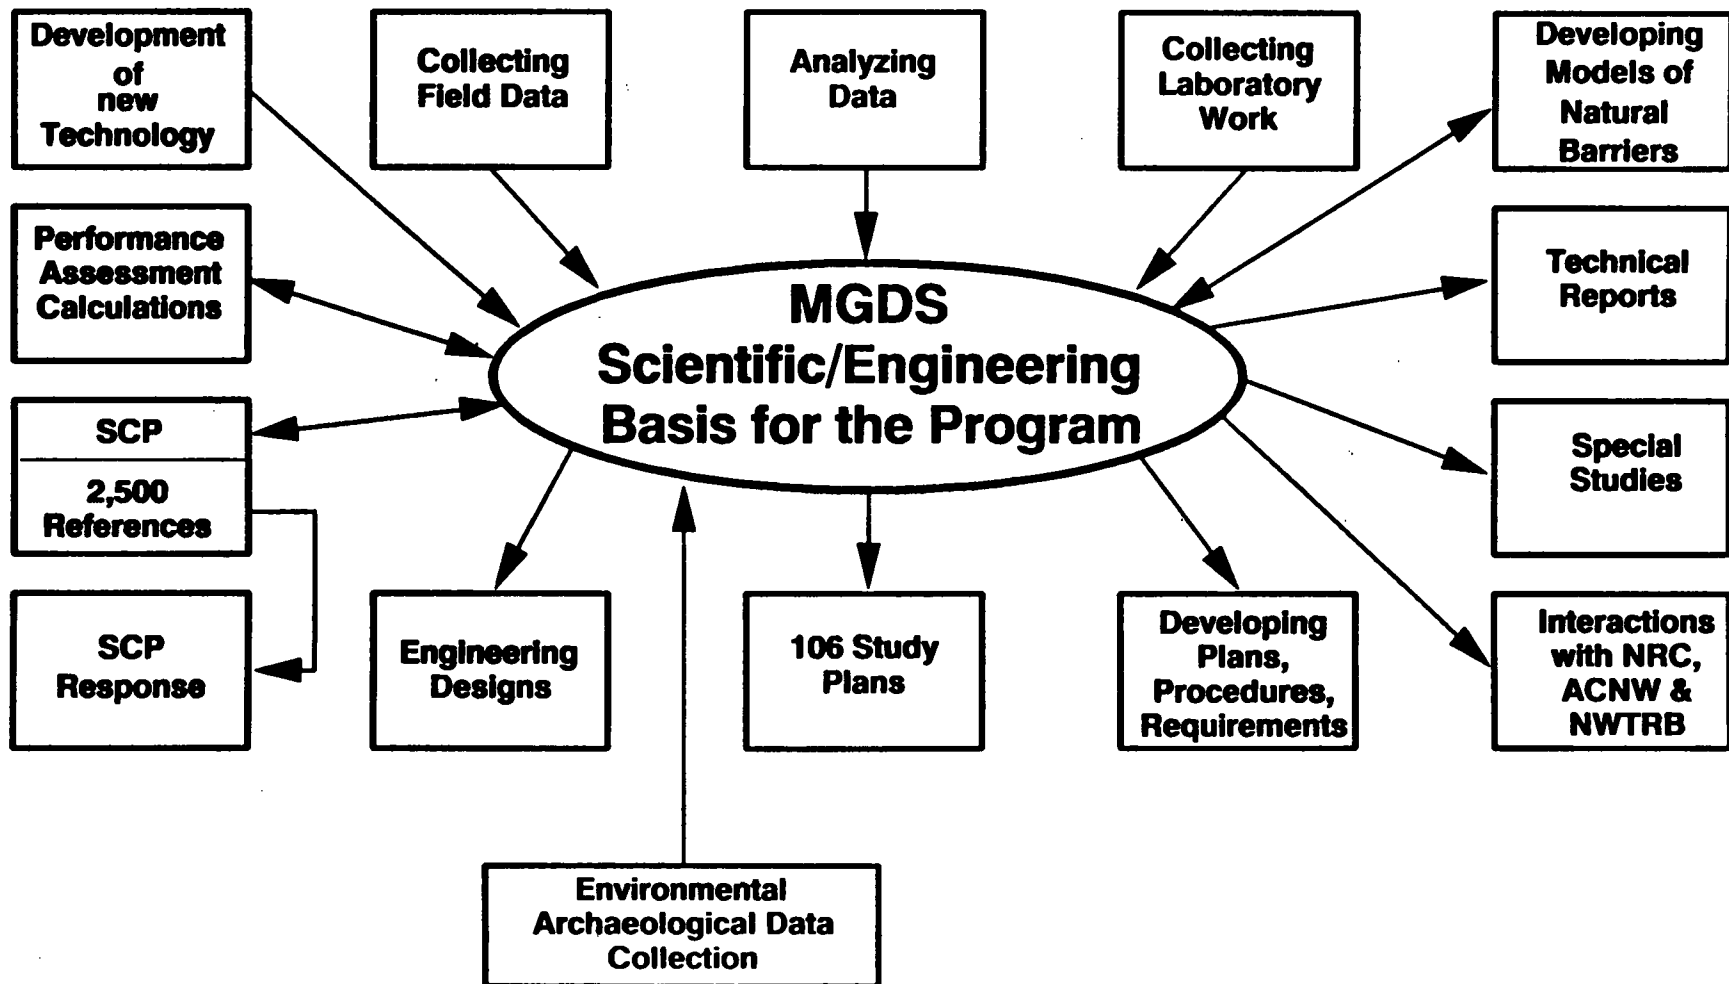 Development
of
new
Technology
Collecting
Field Data
Analyzing
Data
Collecting
Laboratory
Work
Developing
Models of
Natural
Barriers
Performance
Assessment
Calculations
MGDS
Scientific/Engineering
Basis for the Program
Technical
Reports
SCP
2,500
References
Special
Studies
SCP
Response
Engineering
Designs
106 Study
Plans
Developing
Plans,
Procedures,
Requirements
Interactions
with NRC,
ACNW &
NWTRB
Environmental
Archaeological Data
Collection